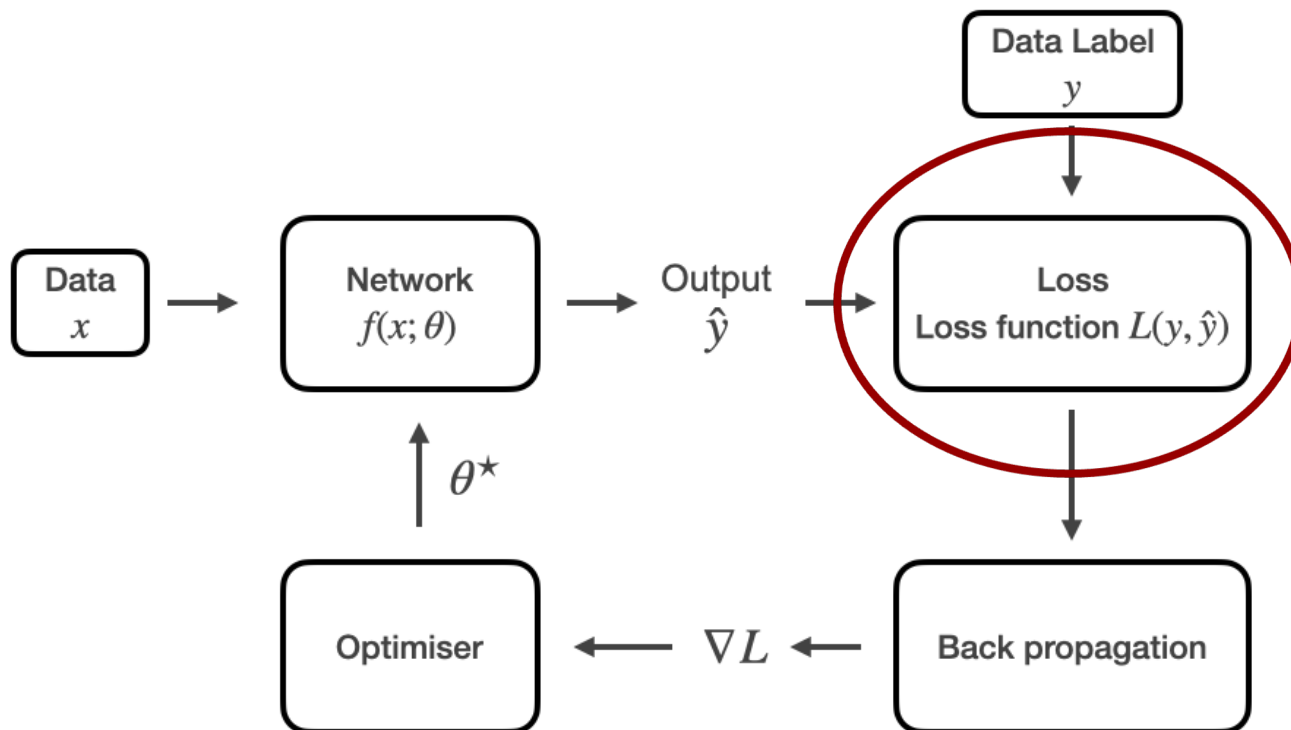 Data Label
y
Data
x
Network
f(x; θ)
Output
ŷ
Loss
Loss function L(y, ŷ)
θ★
Optimiser
∇L
Back propagation